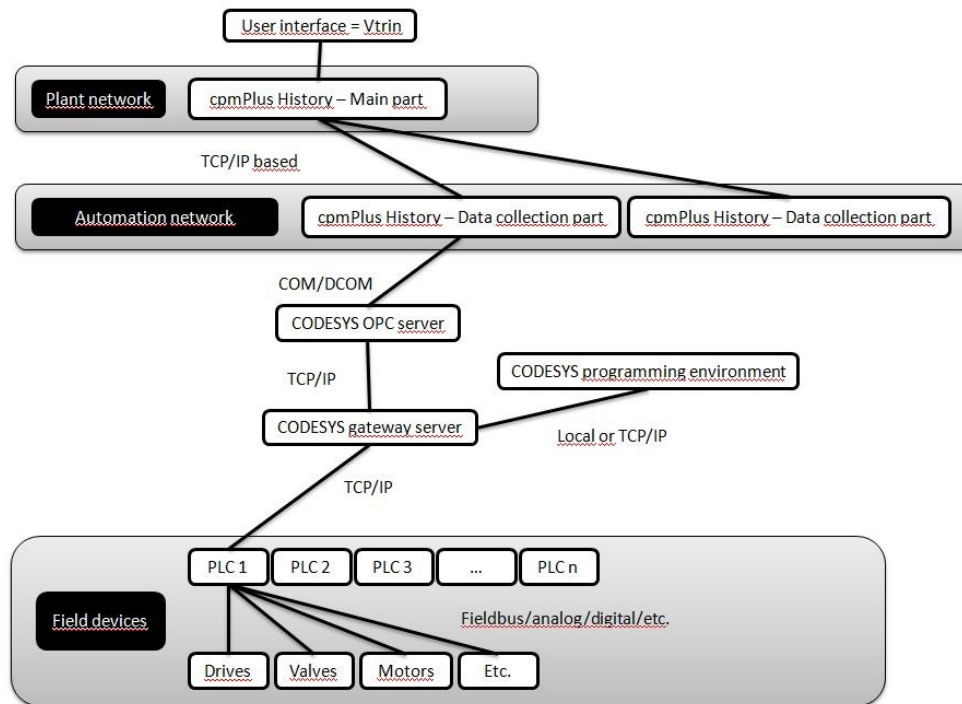 User interface = Vtrin
Plant network
cpmPlus History – Main part
TCP/IP based
Automation network
cpmPlus History – Data collection part
cpmPlus History – Data collection part
COM/DCOM
CODESYS OPC server
TCP/IP
CODESYS programming environment
CODESYS gateway server
Local or TCP/IP
TCP/IP
PLC 1
PLC 2
PLC 3
...
PLC n
Field devices
Fieldbus/analog/digital/etc.
Drives
Valves
Motors
Etc.